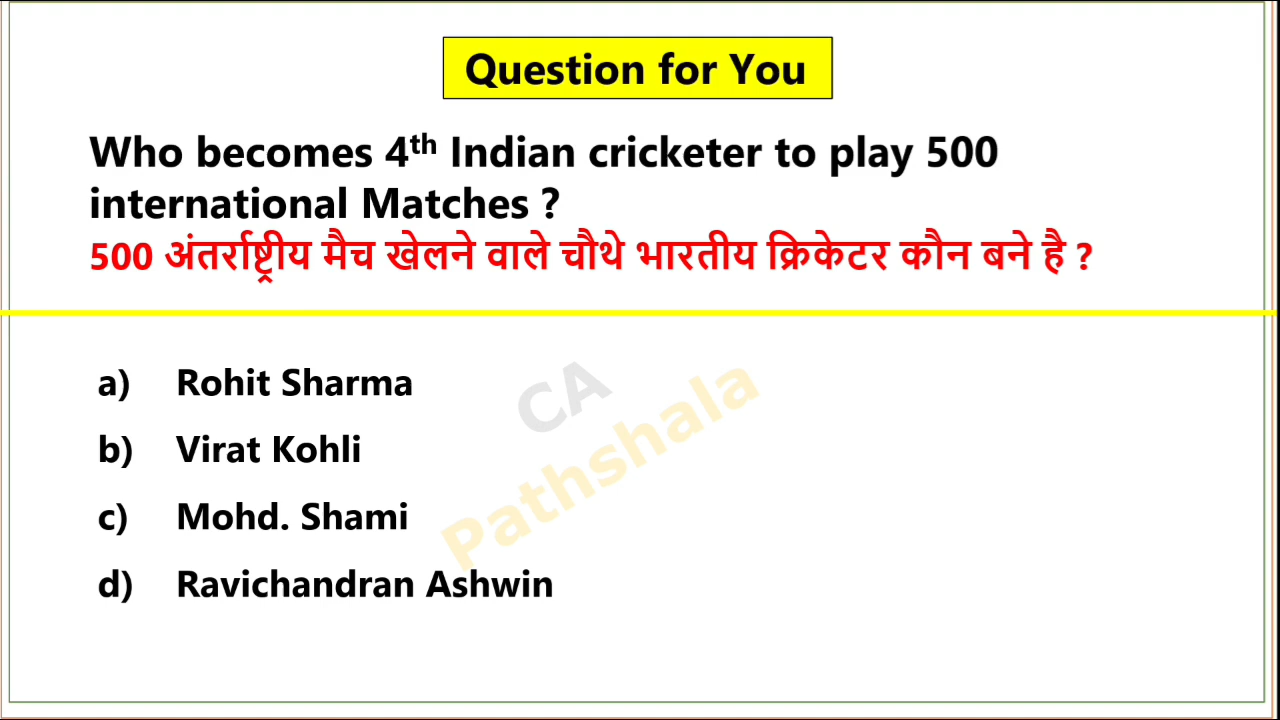 Question for You
Who becomes 4th Indian cricketer to play 500
international Matches ?
500 अंतर्राष्ट्रीय मैच खेलने वाले चौथे भारतीय क्रिकेटर कौन बने है ?
a) Rohit Sharma
b) Virat Kohli
c) Mohd. Shami
d) Ravichandran Ashwin
CA
Pathshala